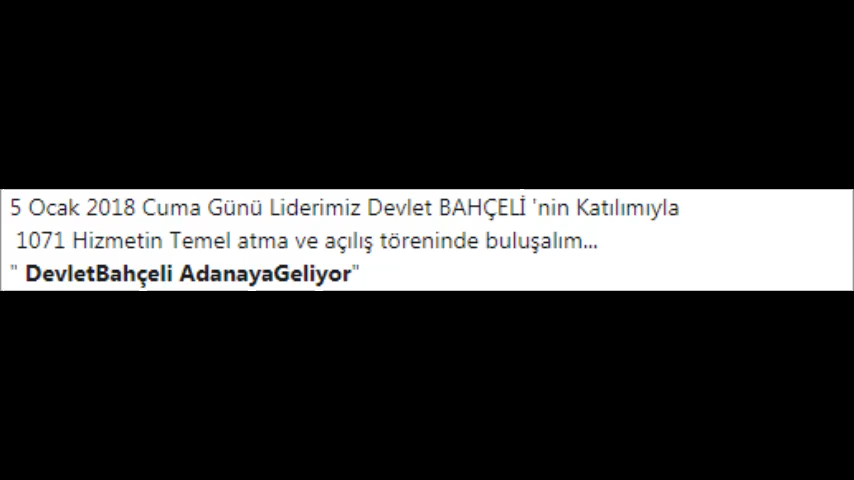 5 Ocak 2018 Cuma Günü Liderimiz Devlet BAHÇELİ 'nin Katılımıyla
1071 Hizmetin Temel atma ve açılış töreninde buluşalım...
" DevletBahçeli AdanayaGeliyor"